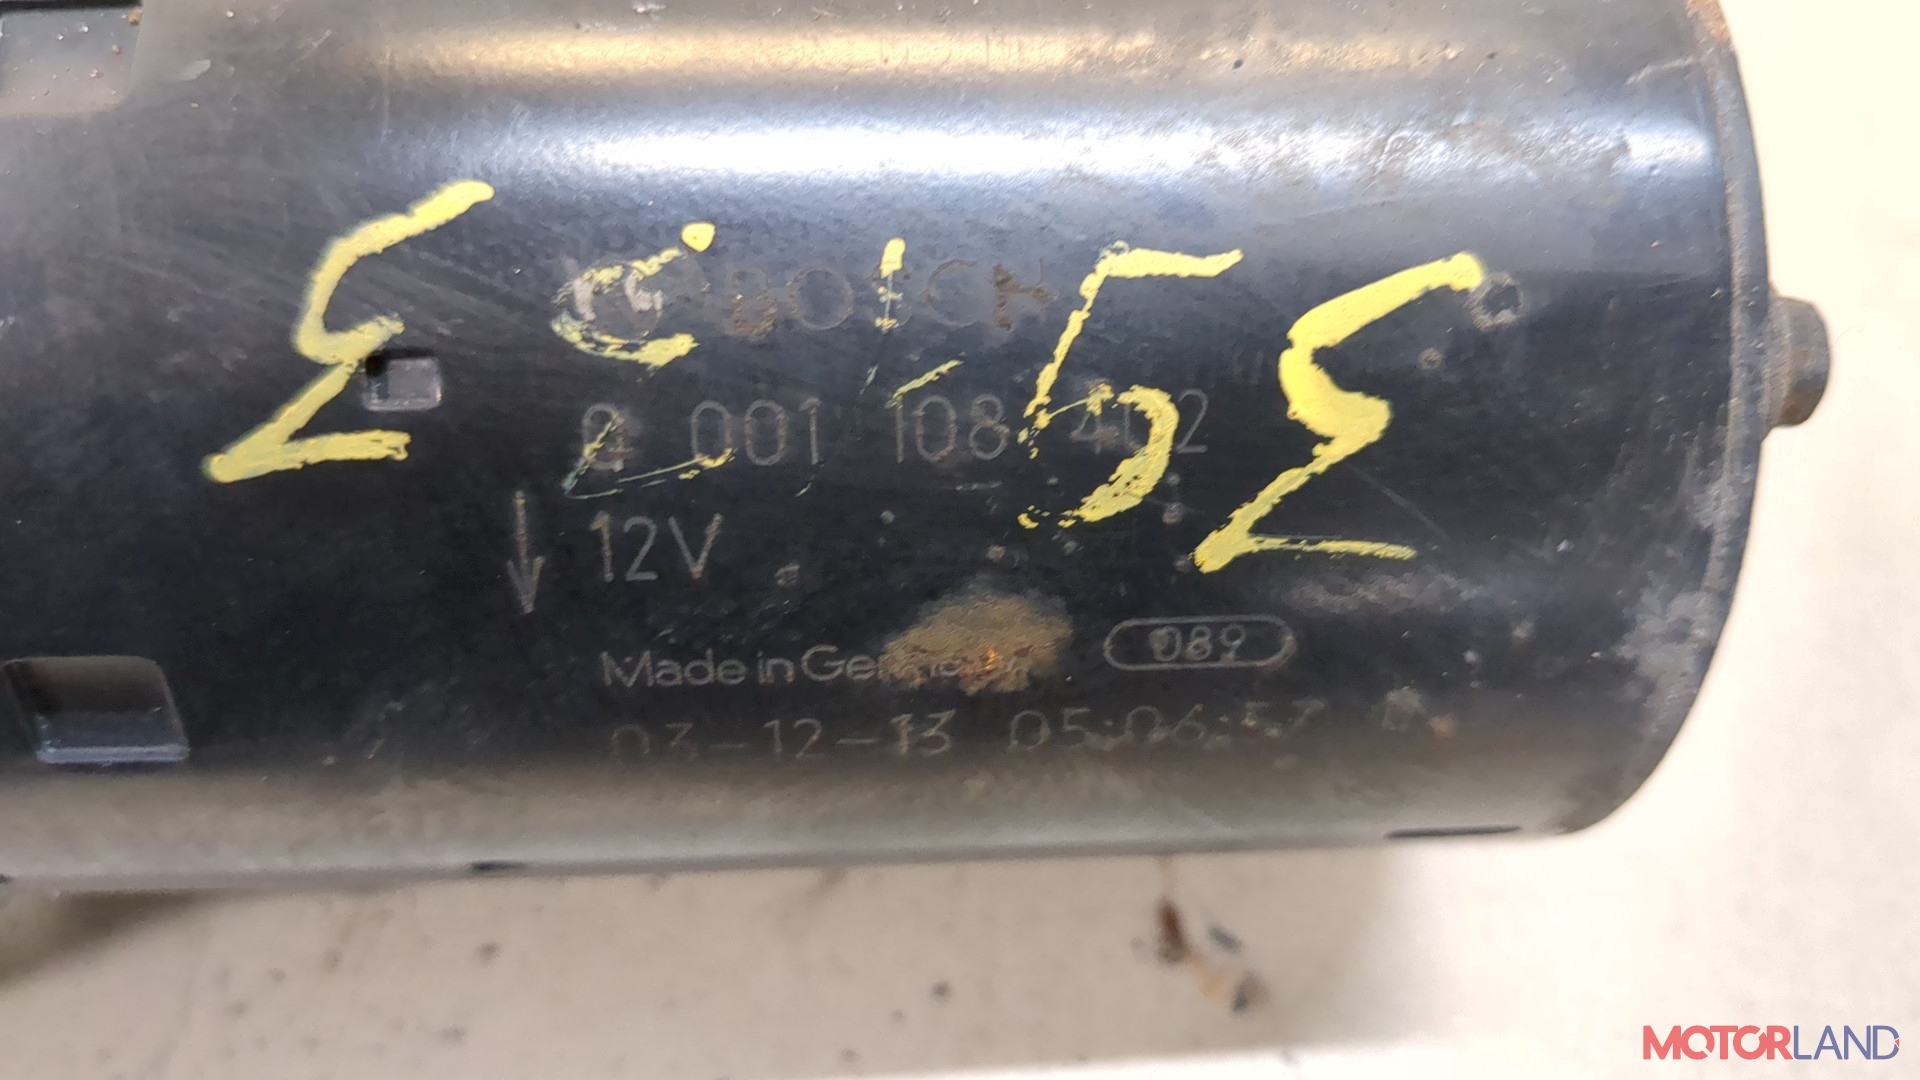 BOSCH
0 001 108 402
12V
Made in Germany
089
03-12-13 05:06:57
MOTORLAND